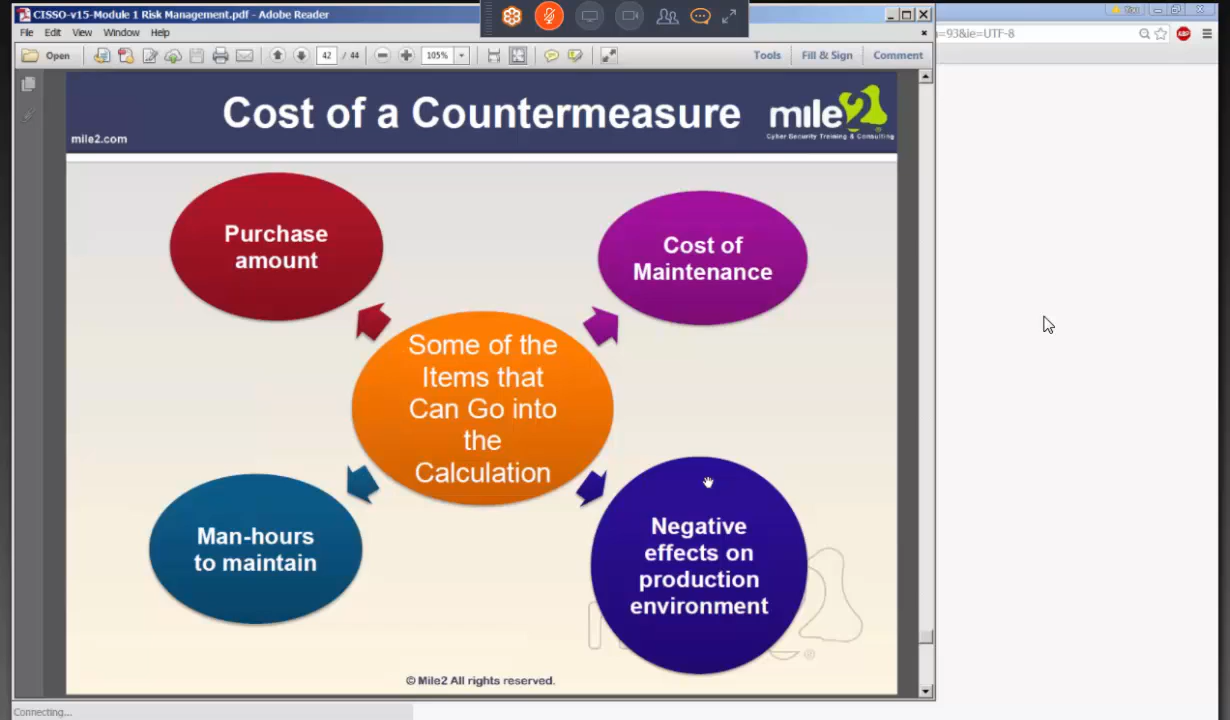 CISSO-v15-Module 1 Risk Management.pdf - Adobe Reader
You
File Edit View Window Help
=93&ie=UTF-8
Open 42 / 44 105% Tools Fill & Sign Comment
Cost of a Countermeasure
mile2
Cyber Security Training & Consulting
mile2.com
Purchase
amount
Cost of
Maintenance
Some of the
Items that
Can Go into
the
Calculation
Man-hours
to maintain
Negative
effects on
production
environment
© Mile2 All rights reserved.
Connecting...